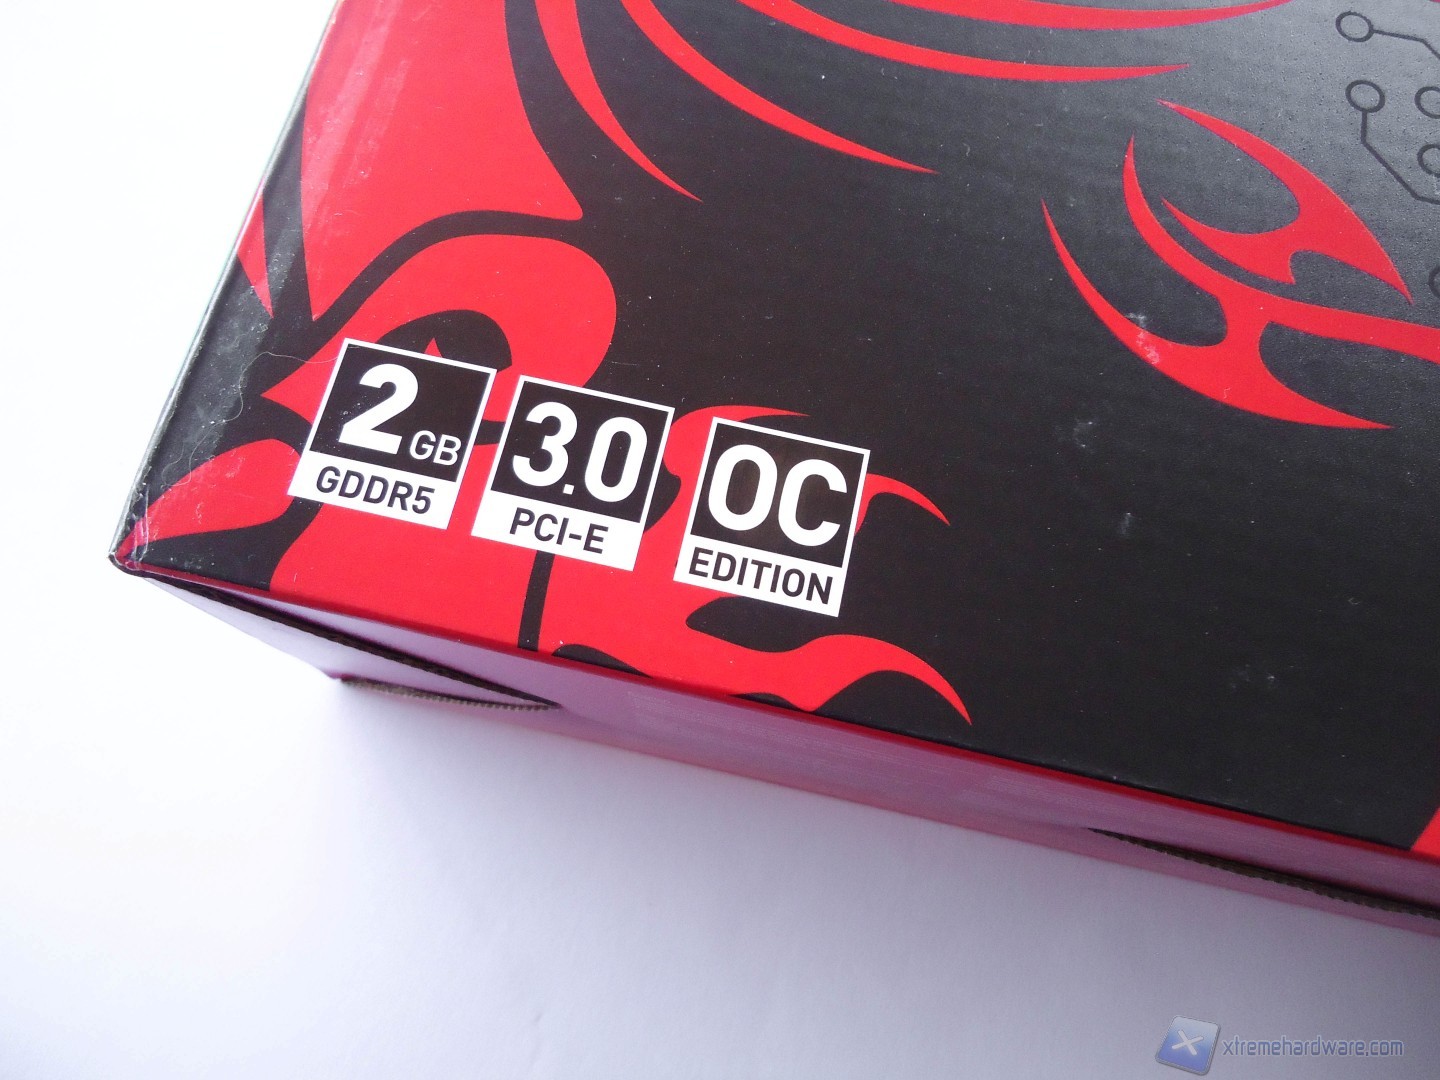 2 GB
GDDR5
3.0
PCI-E
OC
EDITION
xtremehardware.com